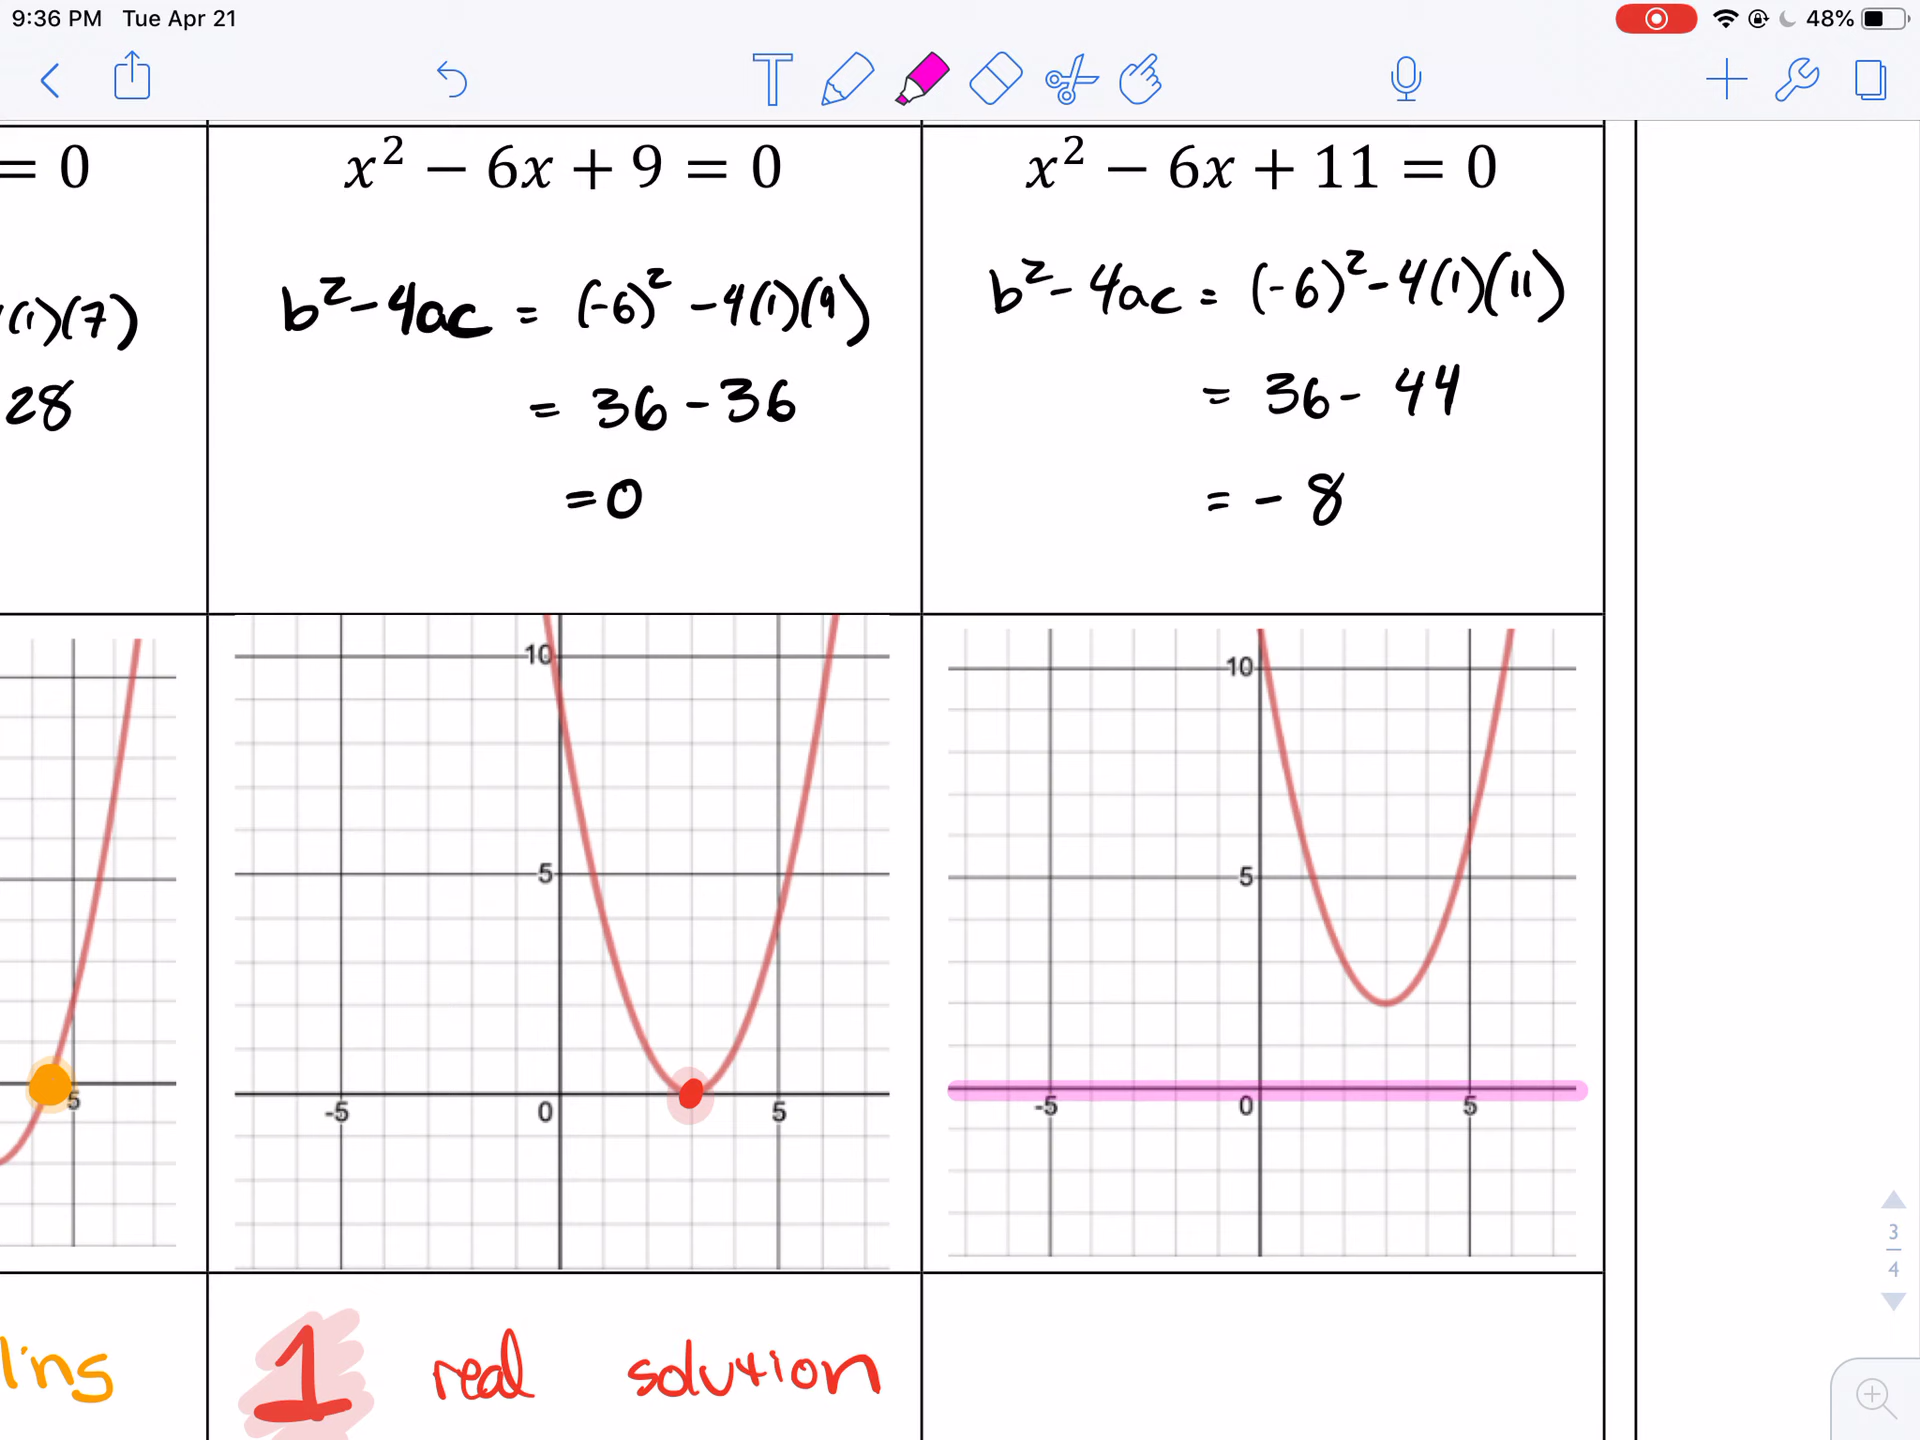 9:36 PM Tue Apr 21
48%
T
= 0
x² − 6x + 9 = 0
x² − 6x + 11 = 0
(1)(7)
28
b² - 4ac = (-6)² - 4(1)(9)
= 36 - 36
= 0
b² - 4ac = (-6)² - 4(1)(11)
= 36 - 44
= - 8
5
10
5
-5 0 5
10
5
-5 0 5
3
4
lns
1 real solution